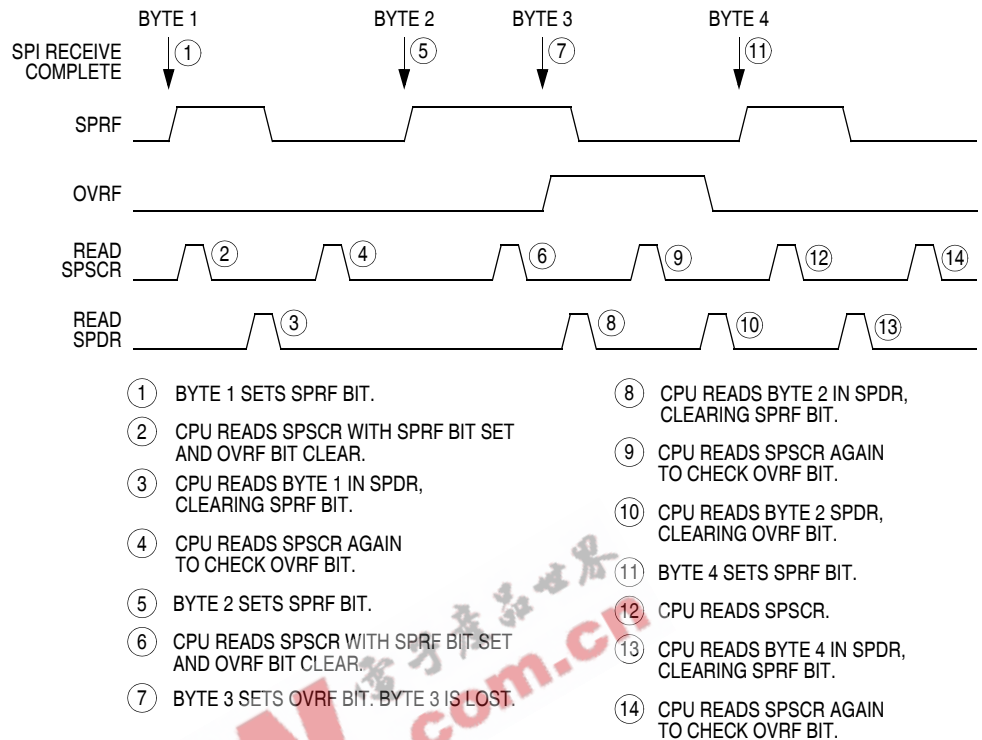 BYTE 1 BYTE 2 BYTE 3 BYTE 4
SPI RECEIVE
COMPLETE
1 5 7 11
SPRF
OVRF
READ
SPSCR
2 4 6 9 12 14
READ
SPDR
3 8 10 13
1 BYTE 1 SETS SPRF BIT.
2 CPU READS SPSCR WITH SPRF BIT SET
AND OVRF BIT CLEAR.
3 CPU READS BYTE 1 IN SPDR,
CLEARING SPRF BIT.
4 CPU READS SPSCR AGAIN
TO CHECK OVRF BIT.
5 BYTE 2 SETS SPRF BIT.
6 CPU READS SPSCR WITH SPRF BIT SET
AND OVRF BIT CLEAR.
7 BYTE 3 SETS OVRF BIT. BYTE 3 IS LOST.
8 CPU READS BYTE 2 IN SPDR,
CLEARING SPRF BIT.
9 CPU READS SPSCR AGAIN
TO CHECK OVRF BIT.
10 CPU READS BYTE 2 SPDR,
CLEARING OVRF BIT.
11 BYTE 4 SETS SPRF BIT.
12 CPU READS SPSCR.
13 CPU READS BYTE 4 IN SPDR,
CLEARING SPRF BIT.
14 CPU READS SPSCR AGAIN
TO CHECK OVRF BIT.
电子产品世界
.com.cn